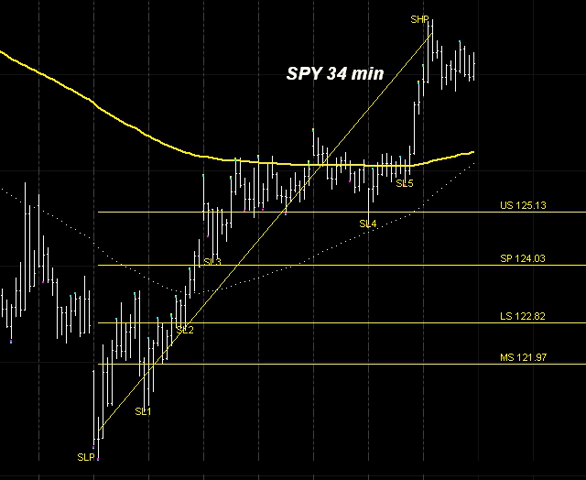 SHP
SPY 34 min
SL5
US 125.13
SL4
SP 124.03
SL3
LS 122.82
SL2
MS 121.97
SL1
SLP